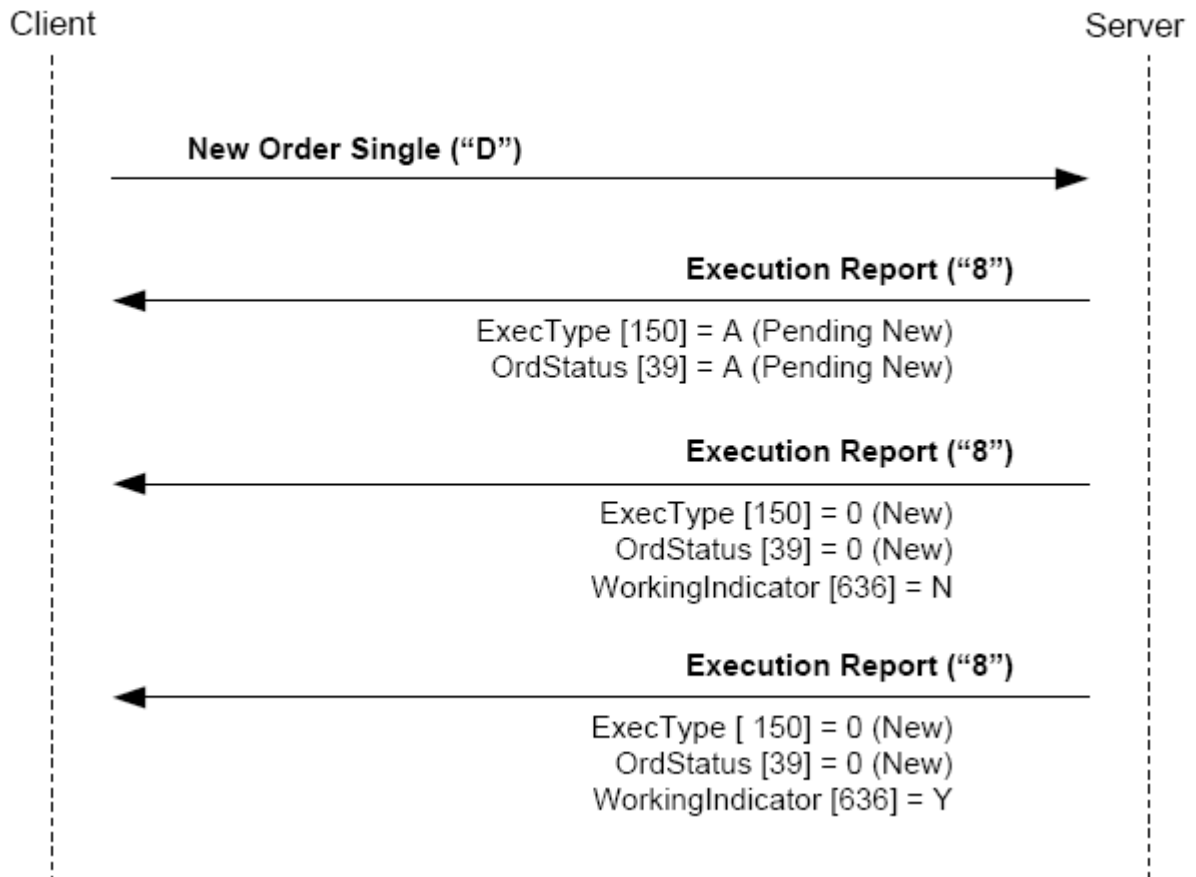 Client
Server
New Order Single (“D”)
Execution Report (“8”)
ExecType [150] = A (Pending New)
OrdStatus [39] = A (Pending New)
Execution Report (“8”)
ExecType [150] = 0 (New)
OrdStatus [39] = 0 (New)
WorkingIndicator [636] = N
Execution Report (“8”)
ExecType [ 150] = 0 (New)
OrdStatus [39] = 0 (New)
WorkingIndicator [636] = Y